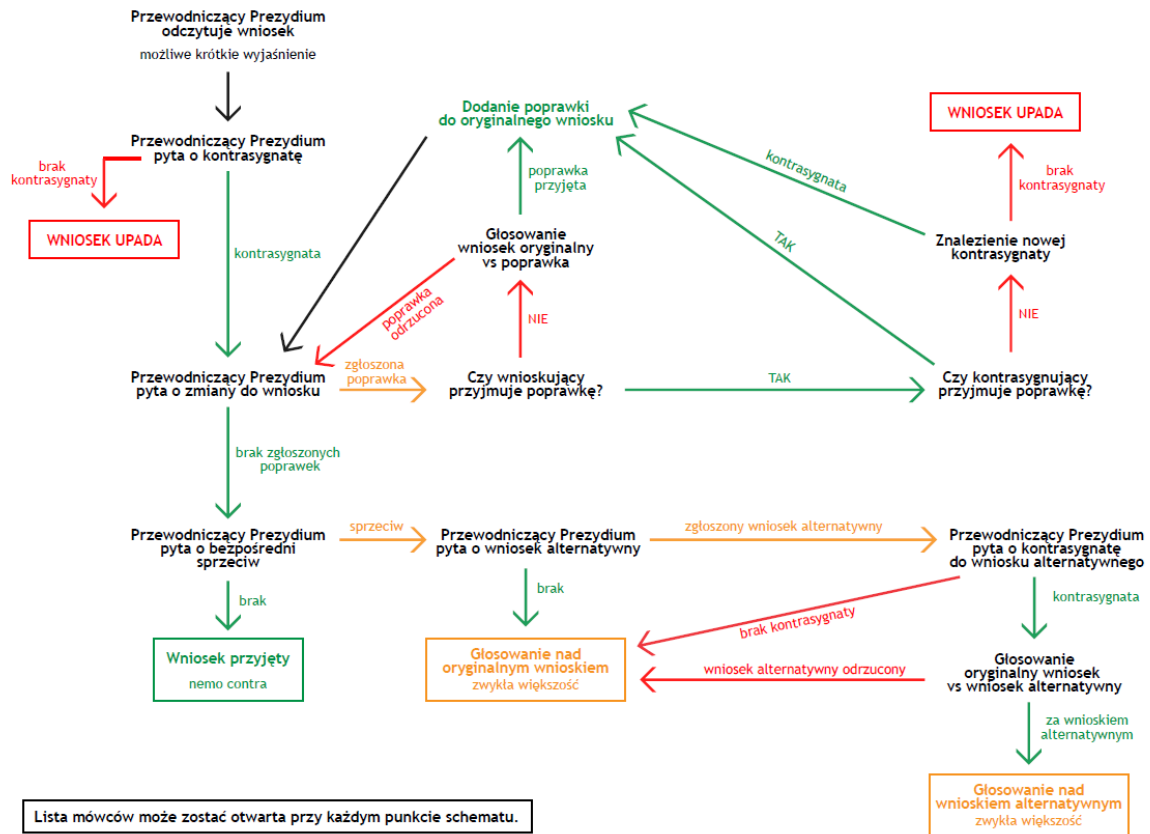 Przewodniczący Prezydium
odczytuje wniosek
możliwe krótkie wyjaśnienie
Przewodniczący Prezydium
pyta o kontrasygnatę
brak
kontrasygnaty
WNIOSEK UPADA
kontrasygnata
Dodanie poprawki
do oryginalnego wniosku
poprawka
przyjęta
Głosowanie
wniosek oryginalny
vs poprawka
poprawka
odrzucona
NIE
kontrasygnata
TAK
WNIOSEK UPADA
brak
kontrasygnaty
Znalezienie nowej
kontrasygnaty
NIE
Przewodniczący Prezydium
pyta o zmiany do wniosku
zgłoszona
poprawka
Czy wnioskujący
przyjmuje poprawkę?
TAK
Czy kontrasygnujący
przyjmuje poprawkę?
brak zgłoszonych
poprawek
Przewodniczący Prezydium
pyta o bezpośredni
sprzeciw
sprzeciw
Przewodniczący Prezydium
pyta o wniosek alternatywny
zgłoszony wniosek alternatywny
Przewodniczący Prezydium
pyta o kontrasygnatę
do wniosku alternatywnego
brak
brak
brak kontrasygnaty
kontrasygnata
Wniosek przyjęty
nemo contra
Głosowanie nad
oryginalnym wnioskiem
zwykła większość
wniosek alternatywny odrzucony
Głosowanie
oryginalny wniosek
vs wniosek alternatywny
za wnioskiem
alternatywnym
Głosowanie nad
wnioskiem alternatywnym
zwykła większość
Lista mówców może zostać otwarta przy każdym punkcie schematu.